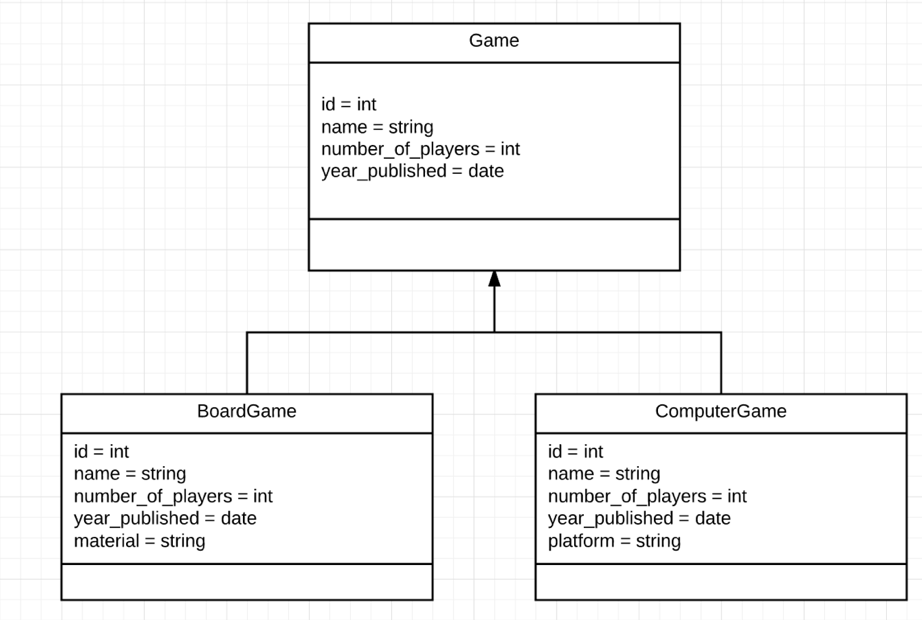 Game
id = int
name = string
number_of_players = int
year_published = date
BoardGame
id = int
name = string
number_of_players = int
year_published = date
material = string
ComputerGame
id = int
name = string
number_of_players = int
year_published = date
platform = string